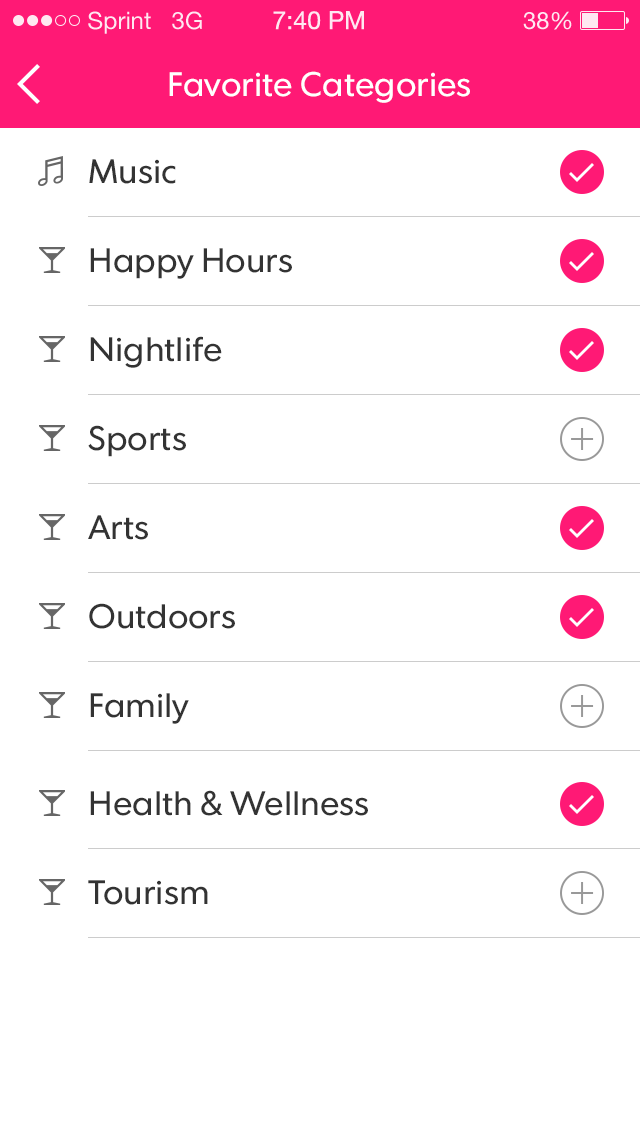 Sprint 3G 7:40 PM 38%
Favorite Categories
Music
Happy Hours
Nightlife
Sports
Arts
Outdoors
Family
Health & Wellness
Tourism